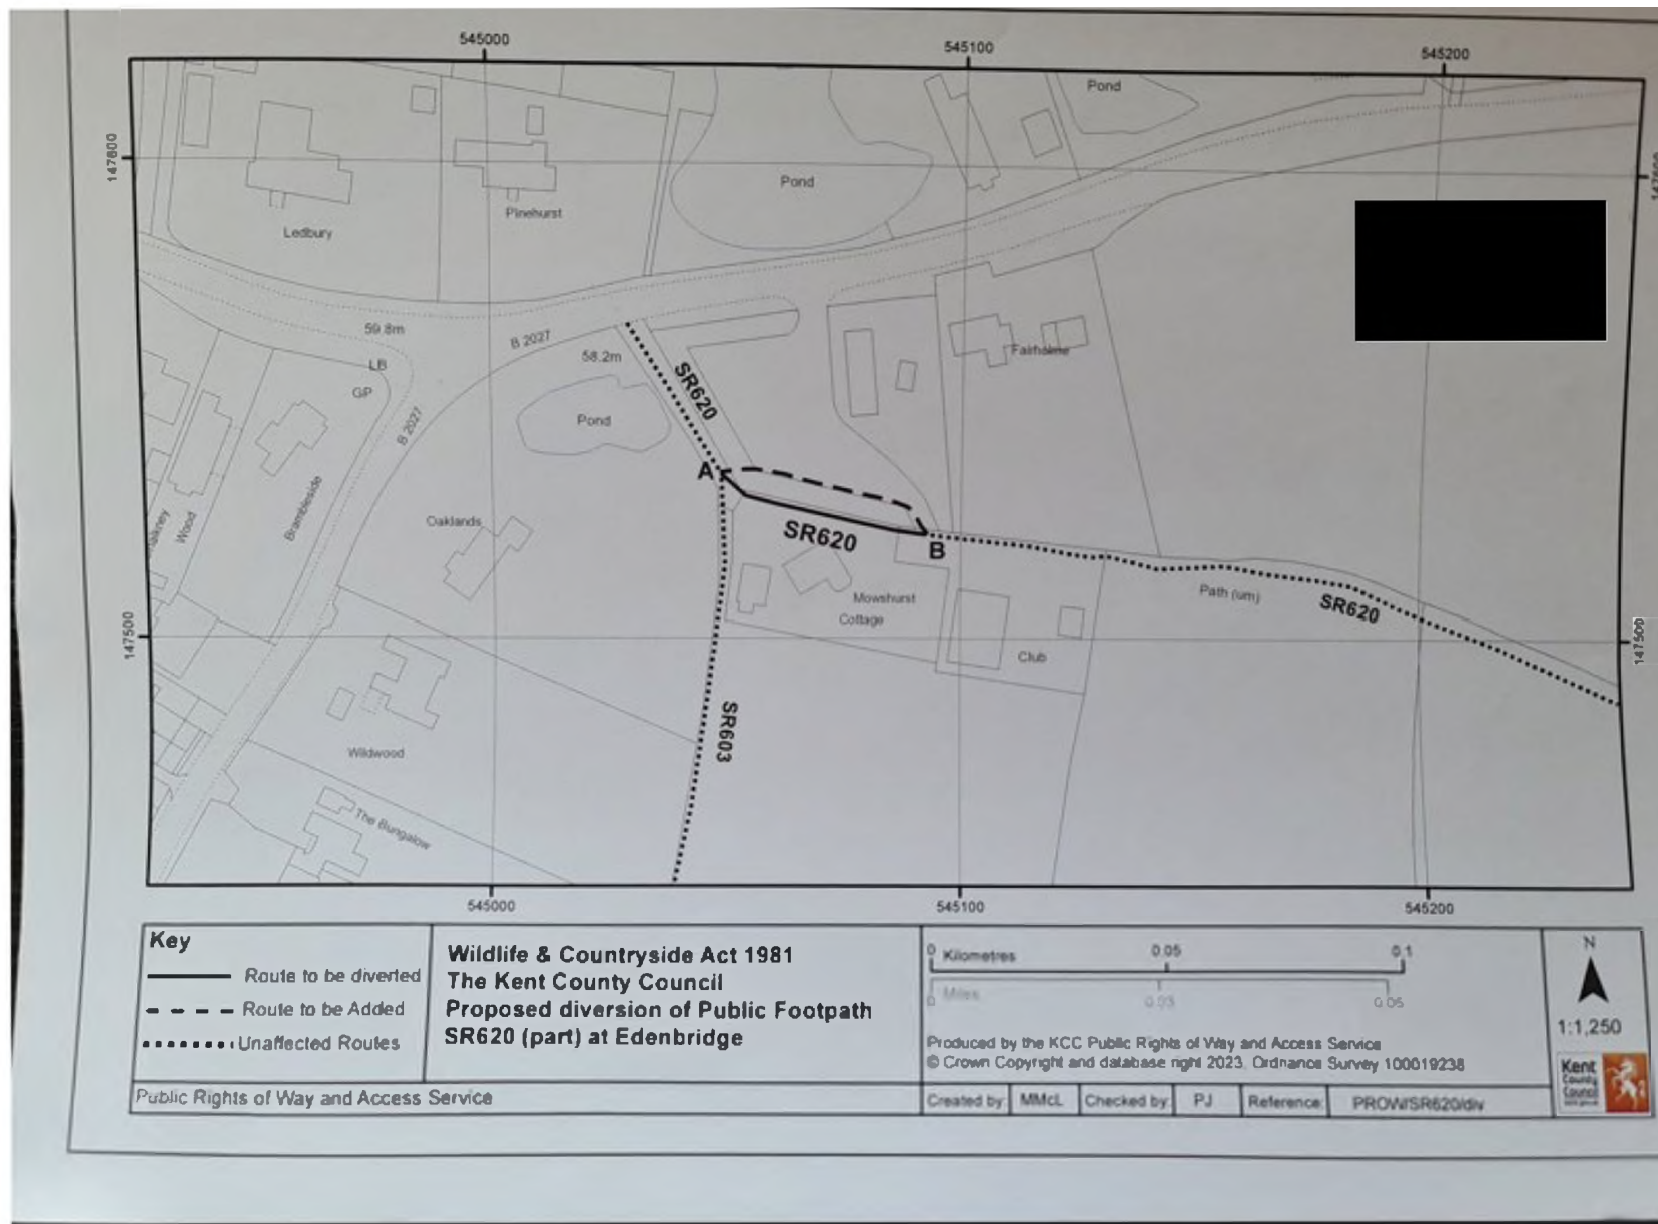 545000
545100
545200
147600
Pond
Pond
Pinehurst
Ledbury
59.8m
B 2027
58.2m
Fairholme
LB
GP
SR620
B 2027
Pond
A
Brambleside
Wood
Oaklands
SR620
B
Mowshurst
Cottage
Path (um)
SR620
Club
147500
147500
SR603
Wildwood
The Bungalow
545000
545100
545200
Key
Route to be diverted
Route to be Added
Unaffected Routes
Wildlife & Countryside Act 1981
The Kent County Council
Proposed diversion of Public Footpath
SR620 (part) at Edenbridge
0 Kilometres 0.05 0.1
0 Miles 0.03 0.05
Produced by the KCC Public Rights of Way and Access Service
© Crown Copyright and database right 2023. Ordnance Survey 100019238
N
1:1,250
Kent
County
Council
Public Rights of Way and Access Service
Created by: MMcL Checked by: PJ Reference: PROW/SR620/div